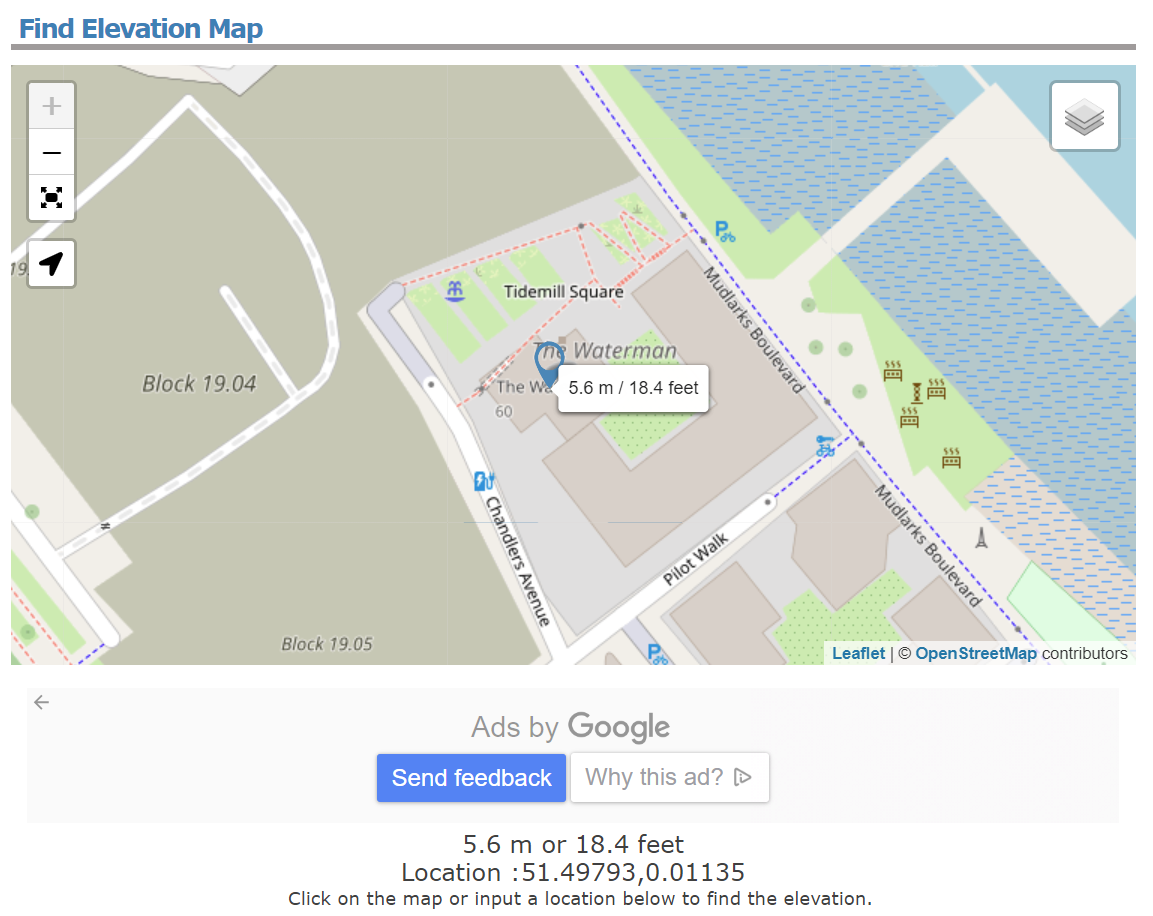 Find Elevation Map
Tidemill Square
Mudlarks Boulevard
The Waterman
Block 19.04
The Wa
5.6 m / 18.4 feet
60
Chandlers Avenue
Mudlarks Boulevard
Pilot Walk
Block 19.05
Leaflet | © OpenStreetMap contributors
Ads by Google
Send feedback
Why this ad?
5.6 m or 18.4 feet
Location :51.49793,0.01135
Click on the map or input a location below to find the elevation.